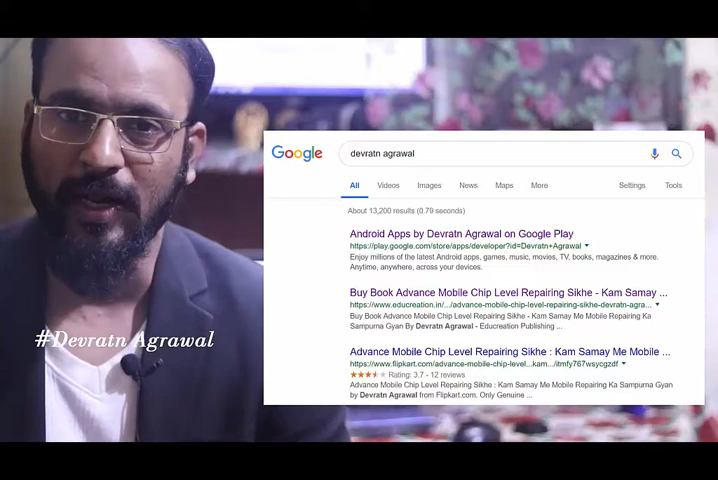 #Devratn Agrawal
Google
devratn agrawal
All Videos Images News Maps More Settings Tools
About 13,200 results (0.79 seconds)
Android Apps by Devratn Agrawal on Google Play
https://play.google.com/store/apps/developer?id=Devratn+Agrawal
Enjoy millions of the latest Android apps, games, music, movies, TV, books, magazines & more.
Anytime, anywhere, across your devices.
Buy Book Advance Mobile Chip Level Repairing Sikhe - Kam Samay ...
https://www.educreation.in/.../advance-mobile-chip-level-repairing-sikhe-devratn-agra...
Buy Book Advance Mobile Chip Level Repairing Sikhe - Kam Samay Me Mobile Repairing Ka
Sampurna Gyan By Devratn Agrawal - Educreation Publishing ...
Advance Mobile Chip Level Repairing Sikhe : Kam Samay Me Mobile ...
https://www.flipkart.com/advance-mobile-chip-level...kam.../itmfy767wsycgzdf
Rating: 3.7 - 12 reviews
Advance Mobile Chip Level Repairing Sikhe : Kam Samay Me Mobile Repairing Ka Sampurna Gyan
by Devratn Agrawal from Flipkart.com. Only Genuine ...